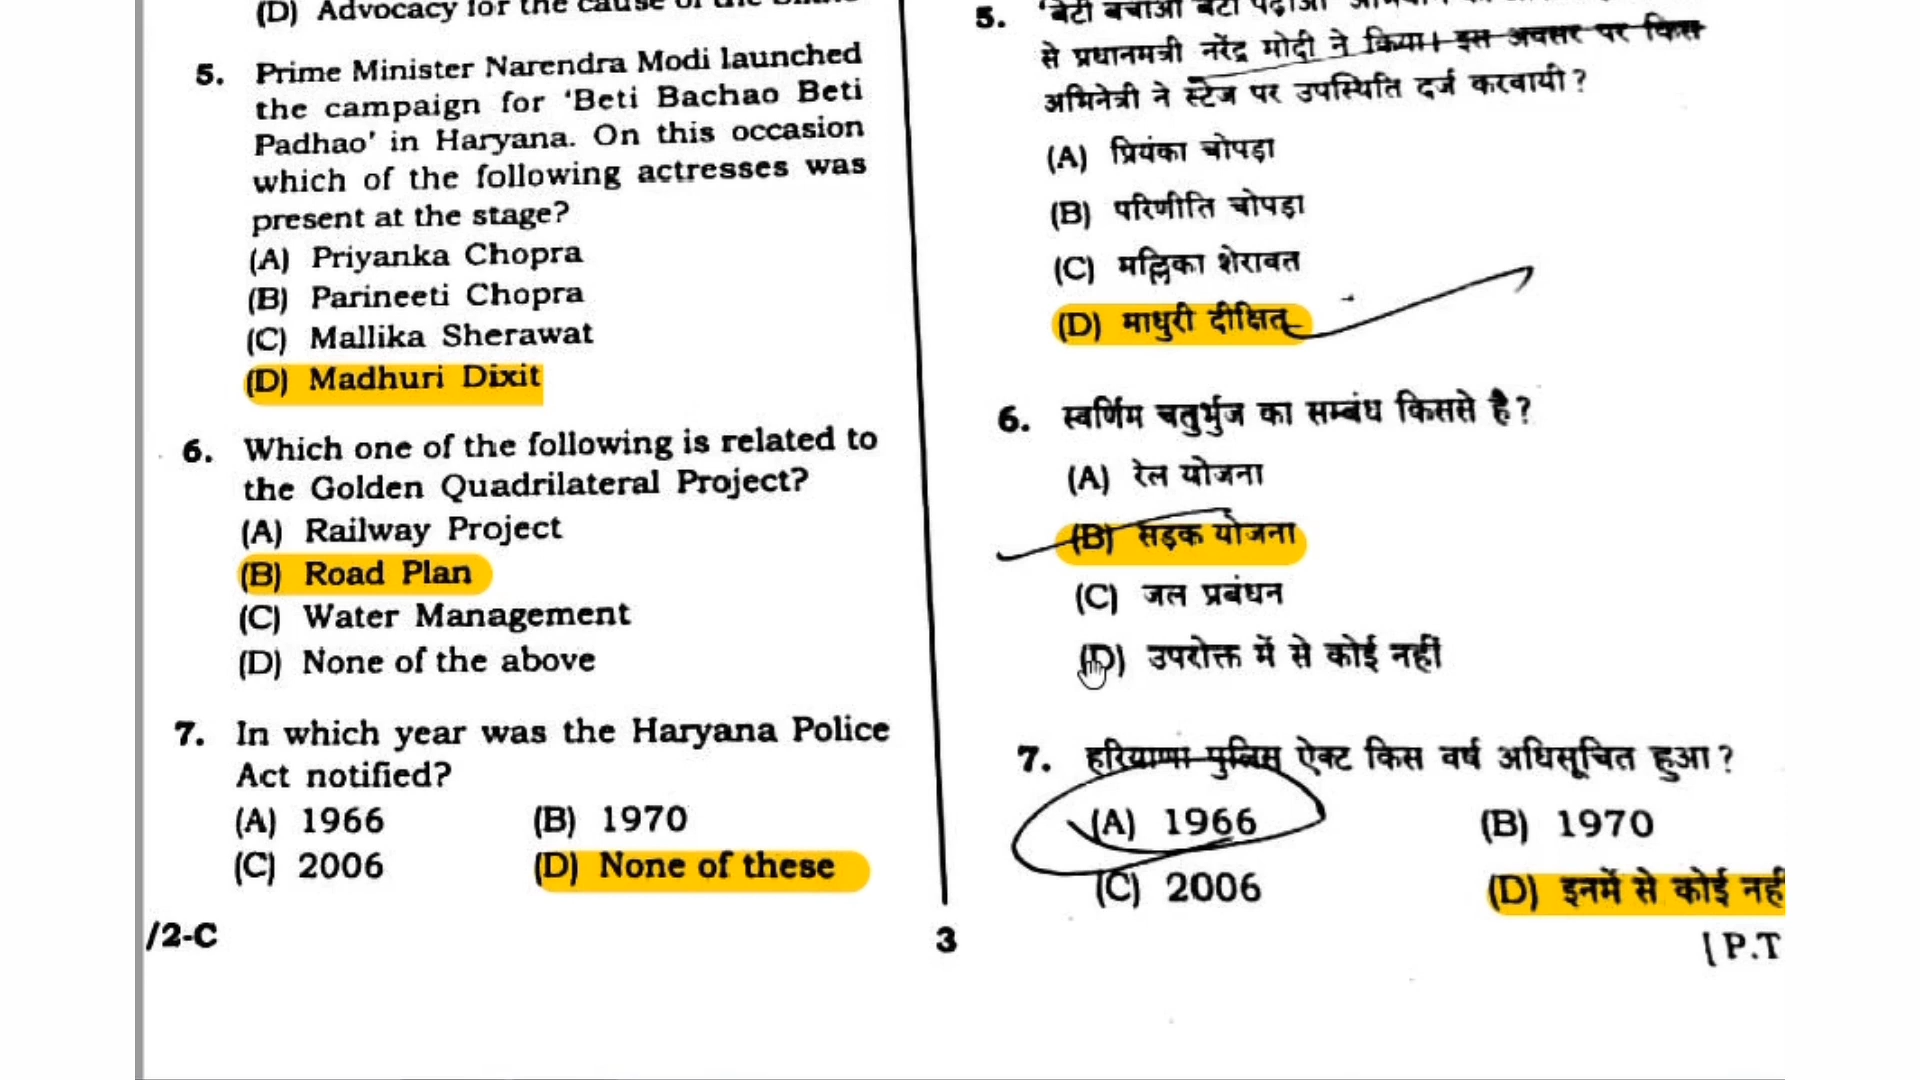 (D) Advocacy for the cause of the
5. Prime Minister Narendra Modi launched
the campaign for ‘Beti Bachao Beti
Padhao’ in Haryana. On this occasion
which of the following actresses was
present at the stage?
(A) Priyanka Chopra
(B) Parineeti Chopra
(C) Mallika Sherawat
(D) Madhuri Dixit
6. Which one of the following is related to
the Golden Quadrilateral Project?
(A) Railway Project
(B) Road Plan
(C) Water Management
(D) None of the above
7. In which year was the Haryana Police
Act notified?
(A) 1966 (B) 1970
(C) 2006 (D) None of these
/2-C
3
5. ‘बेटी बचाओ बेटी पढ़ाओ’
से प्रधानमत्री नरेंद्र मोदी ने किया। इस अवसर पर किस
अभिनेत्री ने स्टेज पर उपस्थिति दर्ज करवायी?
(A) प्रियंका चोपड़ा
(B) परिणीति चोपड़ा
(C) मल्लिका शेरावत
(D) माधुरी दीक्षित
6. स्वर्णिम चतुर्भुज का सम्बंध किससे है?
(A) रेल योजना
(B) सड़क योजना
(C) जल प्रबंधन
(D) उपरोक्त में से कोई नहीं
7. हरियाणा पुलिस ऐक्ट किस वर्ष अधिसूचित हुआ?
(A) 1966 (B) 1970
(C) 2006 (D) इनमें से कोई नहीं
[ P.T